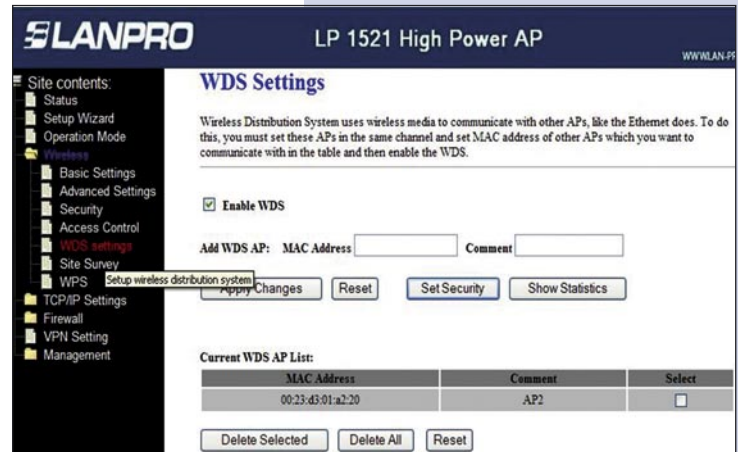 LANPRO
LP 1521 High Power AP
WWW.LAN-PR
Site contents:
Status
Setup Wizard
Operation Mode
Wireless
Basic Settings
Advanced Settings
Security
Access Control
WDS settings
Site Survey
WPS
Setup wireless distribution system
TCP/IP Settings
Firewall
VPN Setting
Management
WDS Settings
Wireless Distribution System uses wireless media to communicate with other APs, like the Ethernet does. To do
this, you must set these APs in the same channel and set MAC address of other APs which you want to
communicate with in the table and then enable the WDS.
Enable WDS
Add WDS AP: MAC Address Comment
Apply Changes Reset Set Security Show Statistics
Current WDS AP List:
MAC Address Comment Select
00:23:d3:01:a2:20 AP2
Delete Selected Delete All Reset